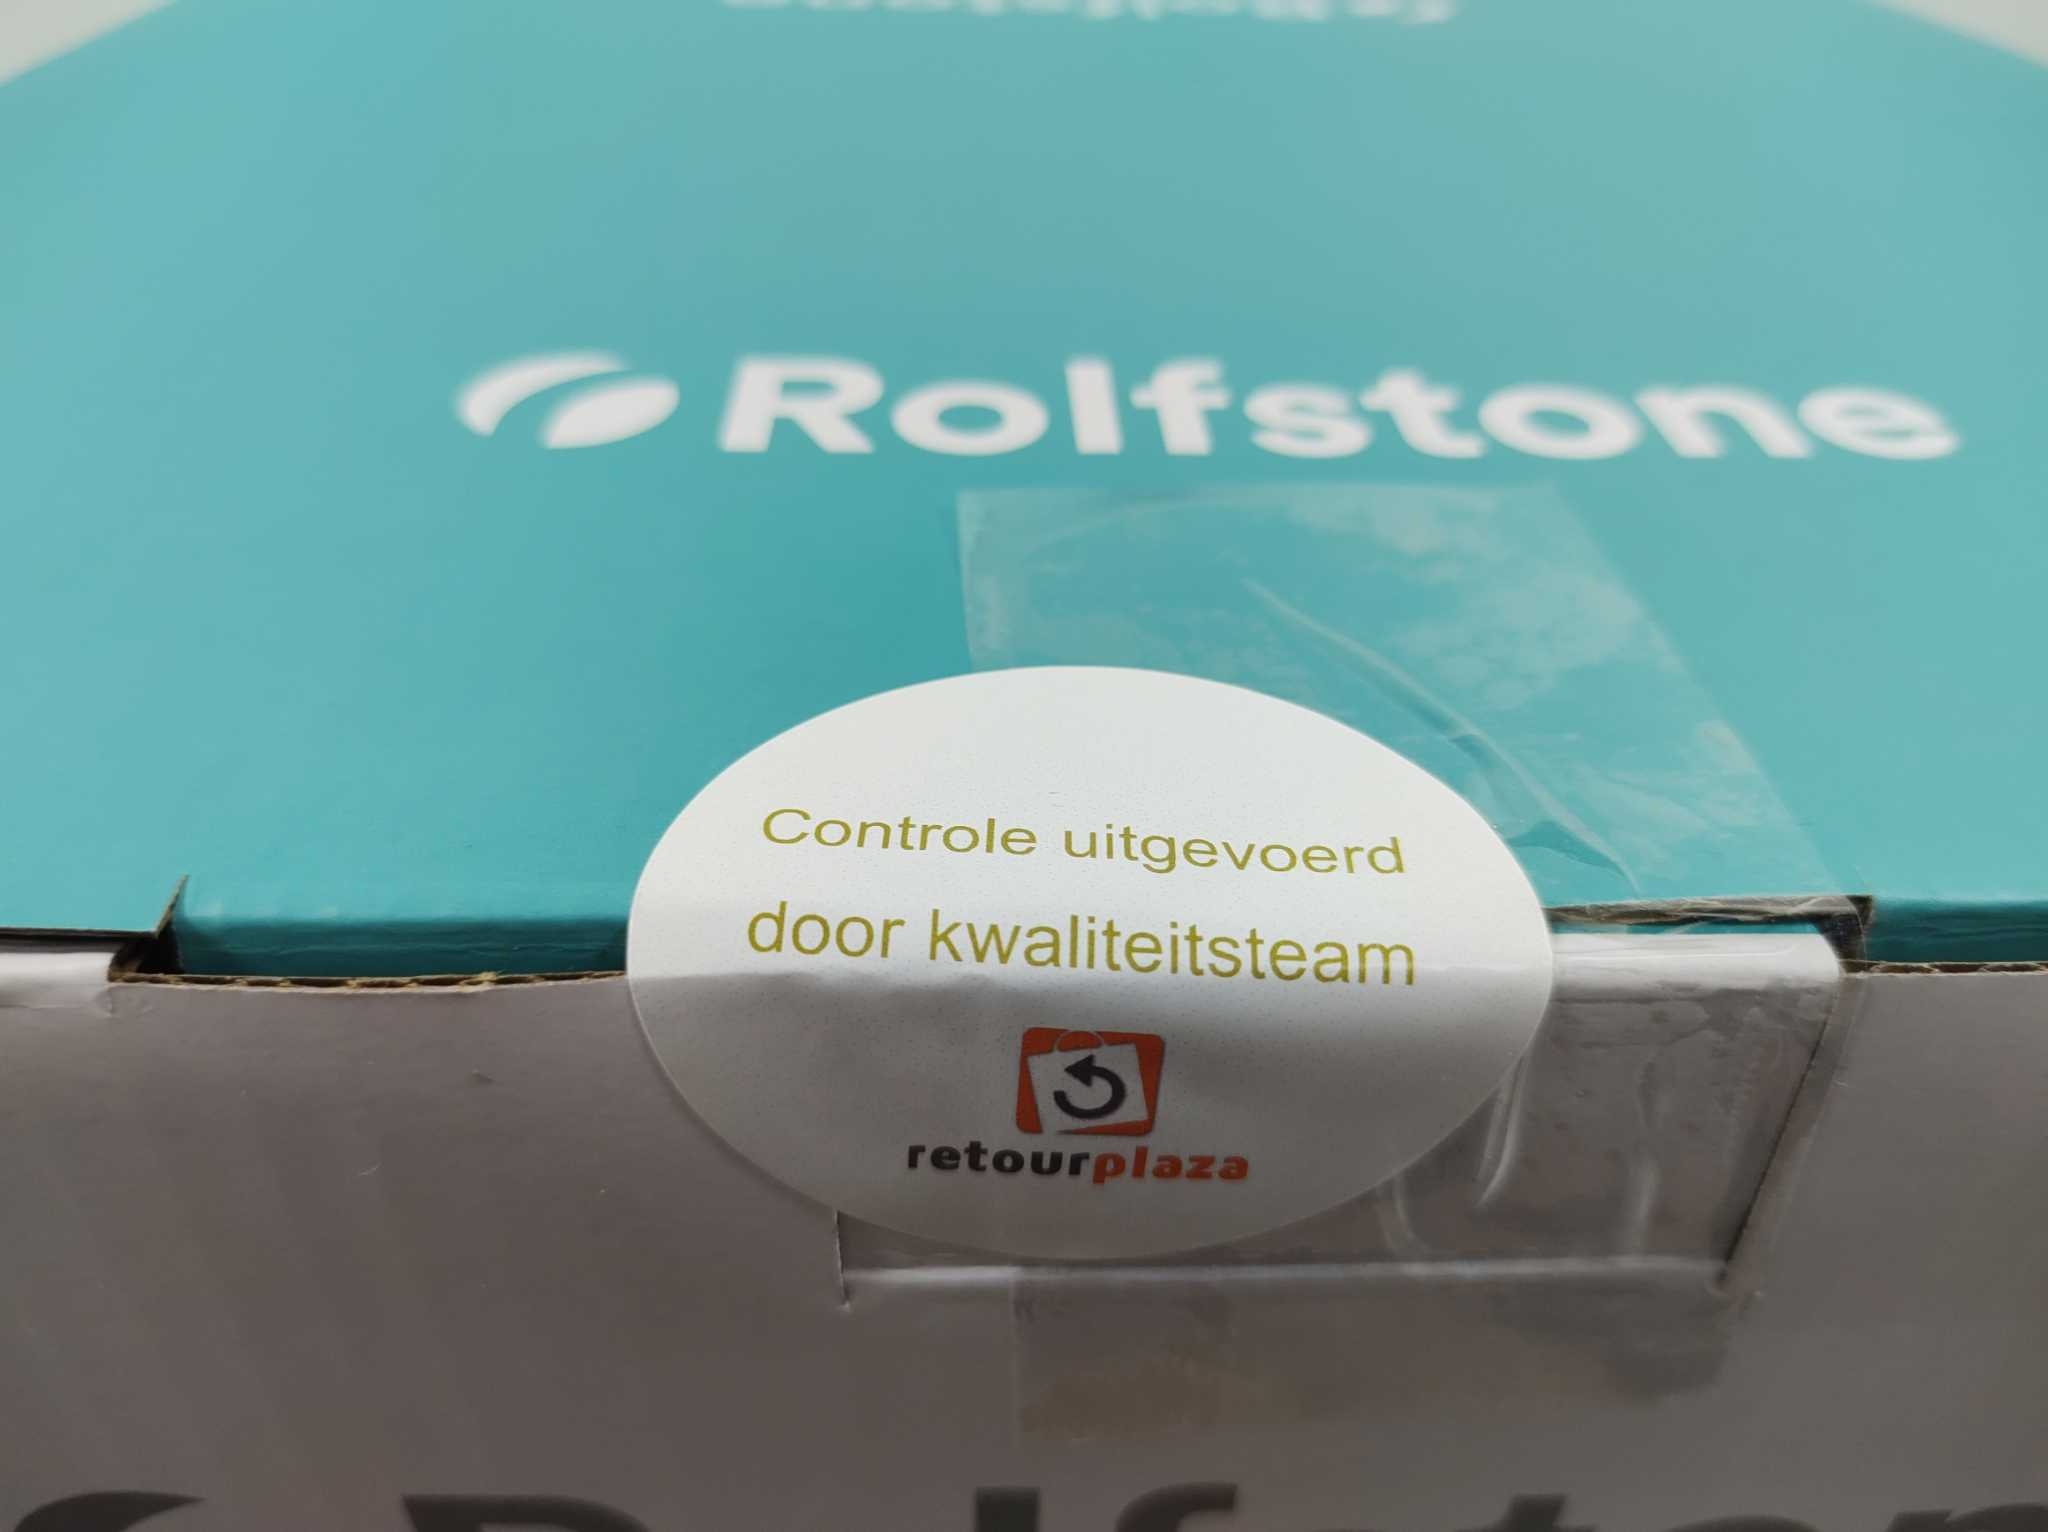 Rolfstone
Controle uitgevoerd
door kwaliteitsteam
retourplaza